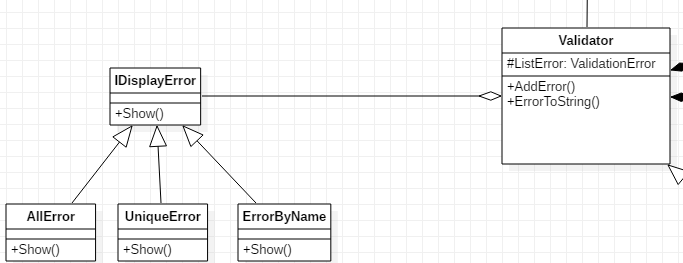 Validator
#ListError: ValidationError
+AddError()
+ErrorToString()
IDisplayError
+Show()
AllError
+Show()
UniqueError
+Show()
ErrorByName
+Show()